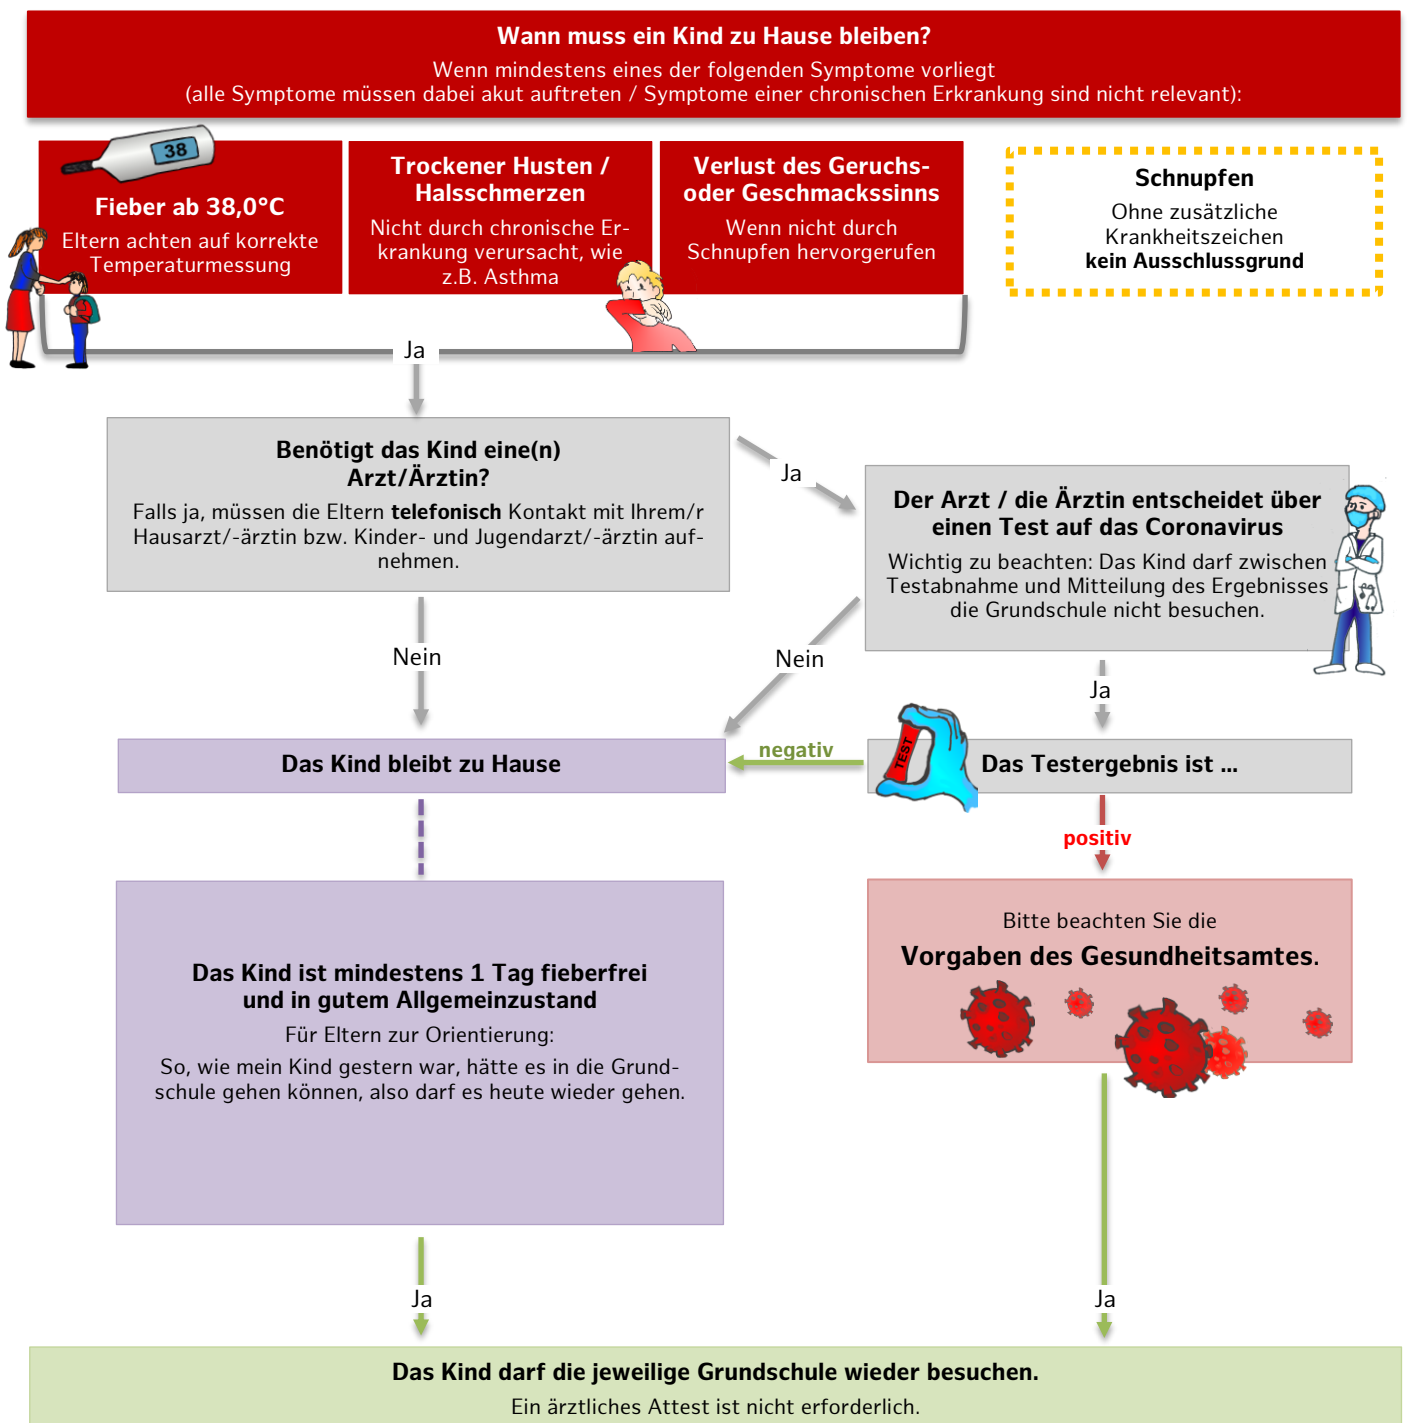 Wann muss ein Kind zu Hause bleiben?
Wenn mindestens eines der folgenden Symptome vorliegt
(alle Symptome müssen dabei akut auftreten / Symptome einer chronischen Erkrankung sind nicht relevant):
38
Fieber ab 38,0°C
Eltern achten auf korrekte
Temperaturmessung
Trockener Husten /
Halsschmerzen
Nicht durch chronische Er-
krankung verursacht, wie
z.B. Asthma
Verlust des Geruchs-
oder Geschmackssinns
Wenn nicht durch
Schnupfen hervorgerufen
Schnupfen
Ohne zusätzliche
Krankheitszeichen
kein Ausschlussgrund
Ja
Benötigt das Kind eine(n)
Arzt/Ärztin?
Falls ja, müssen die Eltern telefonisch Kontakt mit Ihrem/r
Hausarzt/-ärztin bzw. Kinder- und Jugendarzt/-ärztin auf-
nehmen.
Ja
Der Arzt / die Ärztin entscheidet über
einen Test auf das Coronavirus
Wichtig zu beachten: Das Kind darf zwischen
Testabnahme und Mitteilung des Ergebnisses
die Grundschule nicht besuchen.
Nein
Nein
Ja
Das Kind bleibt zu Hause
negativ
TEST
Das Testergebnis ist ...
positiv
Das Kind ist mindestens 1 Tag fieberfrei
und in gutem Allgemeinzustand
Für Eltern zur Orientierung:
So, wie mein Kind gestern war, hätte es in die Grund-
schule gehen können, also darf es heute wieder gehen.
Bitte beachten Sie die
Vorgaben des Gesundheitsamtes.
Ja
Ja
Das Kind darf die jeweilige Grundschule wieder besuchen.
Ein ärztliches Attest ist nicht erforderlich.